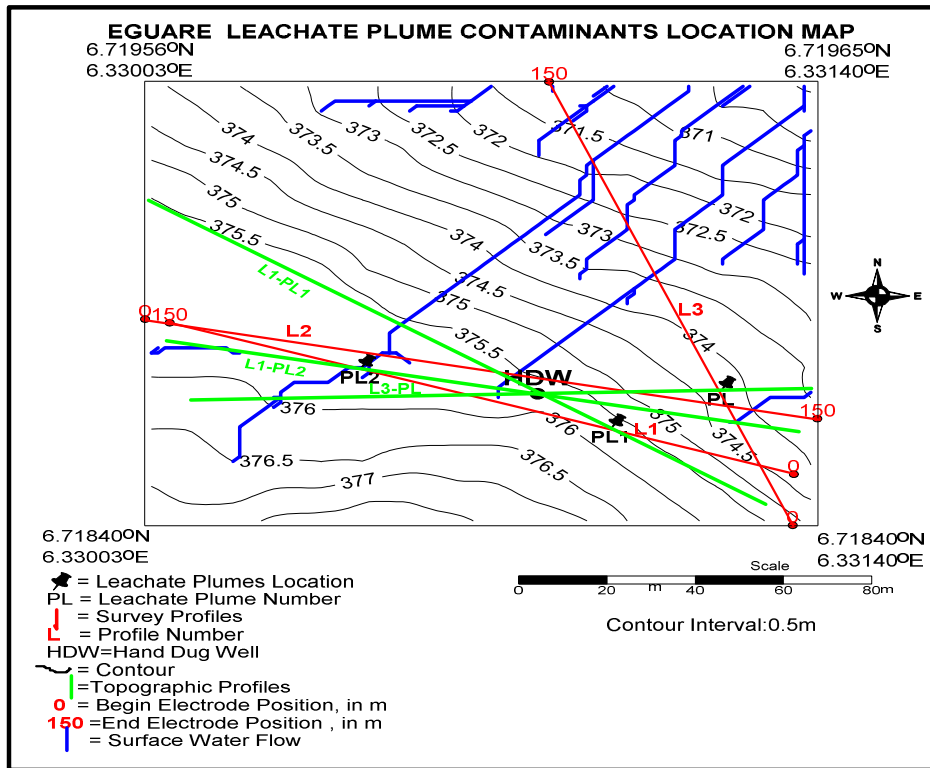 EGUARE LEACHATE PLUME CONTAMINANTS LOCATION MAP
6.71956ON
6.33003OE
6.71965ON
6.33140OE
150
374
373.5
373
372.5
372
371.5
371
374.5
375
375.5
374
373.5
373
372.5
372
374.5
375
375.5
374
L1-PL1
L3
N
W
E
S
0
150
L2
L1-PL2
PL2
L3-PL
HDW
PL
150
376
376
PL1
L1
375
374.5
376.5
376.5
377
0
0
6.71840ON
6.33003OE
6.71840ON
6.33140OE
= Leachate Plumes Location
PL = Leachate Plume Number
= Survey Profiles
L = Profile Number
HDW=Hand Dug Well
= Contour
=Topographic Profiles
0 = Begin Electrode Position, in m
150 =End Electrode Position , in m
= Surface Water Flow
Scale
0 20 m 40 60 80m
Contour Interval:0.5m